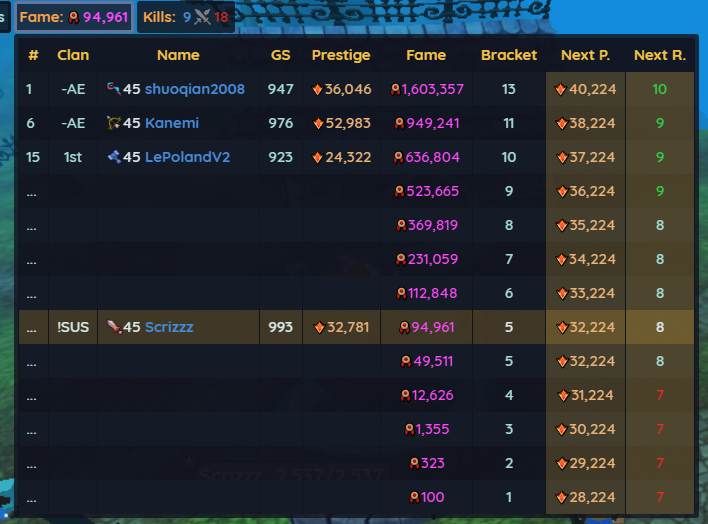 s Fame: 94,961 Kills: 9 18
# Clan Name GS Prestige Fame Bracket Next P. Next R.
1 -AE 45 shuoqian2008 947 36,046 1,603,357 13 40,224 10
6 -AE 45 Kanemi 976 52,983 949,241 11 38,224 9
15 1st 45 LePolandV2 923 24,322 636,804 10 37,224 9
... 523,665 9 36,224 9
... 369,819 8 35,224 8
... 231,059 7 34,224 8
... 112,848 6 33,224 8
... !SUS 45 Scrizzz 993 32,781 94,961 5 32,224 8
... 49,511 5 32,224 8
... 12,626 4 31,224 7
... 1,355 3 30,224 7
... 323 2 29,224 7
Scrizzz 2,537/2,537
... 100 1 28,224 7